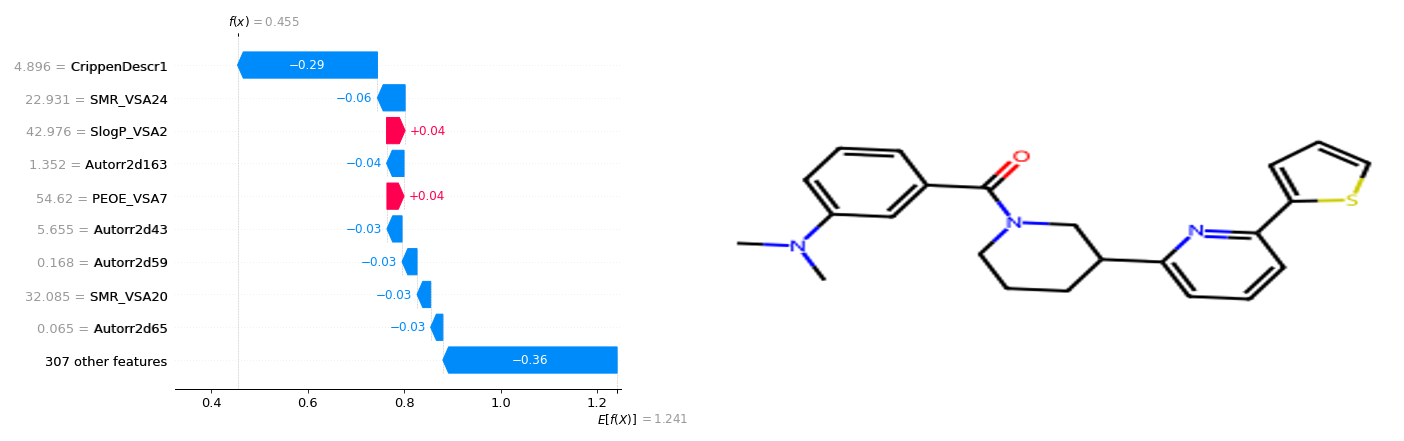 f(x) = 0.455
4.896 = CrippenDescr1 −0.29
22.931 = SMR_VSA24 −0.06
42.976 = SlogP_VSA2 +0.04
1.352 = Autorr2d163 −0.04
54.62 = PEOE_VSA7 +0.04
5.655 = Autorr2d43 −0.03
0.168 = Autorr2d59 −0.03
32.085 = SMR_VSA20 −0.03
0.065 = Autorr2d65 −0.03
307 other features −0.36
0.4 0.6 0.8 1.0 1.2
E[f(X)] = 1.241
O
N
N
N
S